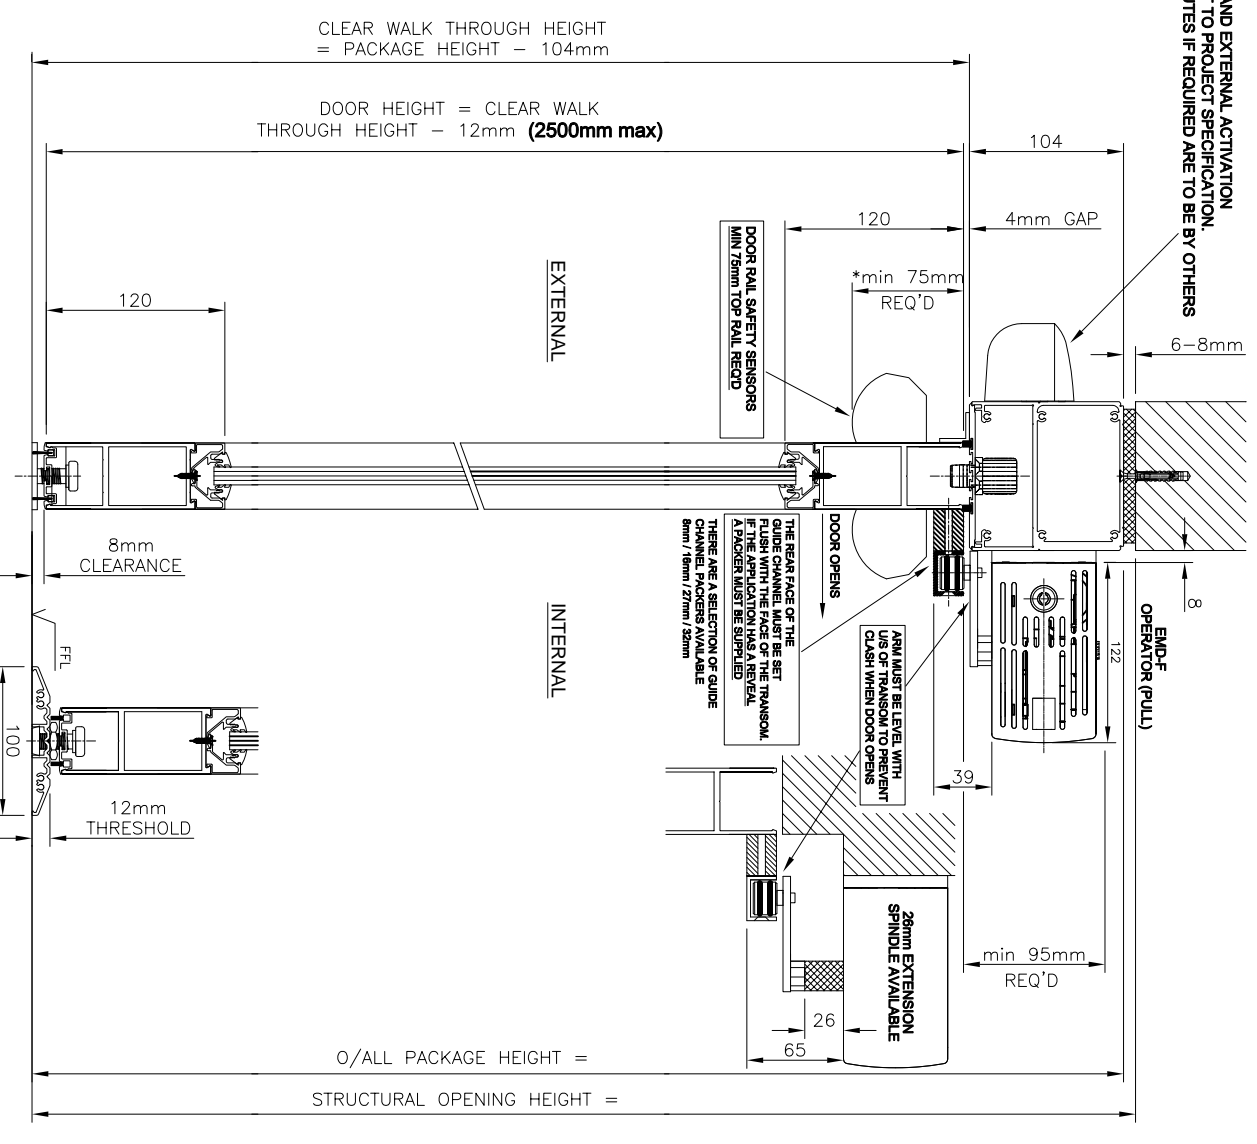 CLEAR WALK THROUGH HEIGHT
= PACKAGE HEIGHT – 104mm
DOOR HEIGHT = CLEAR WALK
THROUGH HEIGHT – 12mm (2500mm max)
AND EXTERNAL ACTIVATION
TO PROJECT SPECIFICATION.
IF REQUIRED ARE TO BE BY OTHERS
104
120
4mm GAP
*min 75mm
REQ'D
6–8mm
120
EXTERNAL
DOOR RAIL SAFETY SENSORS
MIN 75mm TOP RAIL REQ'D
8mm
CLEARANCE
DOOR OPENS
THE REAR FACE OF THE
GUIDE CHANNEL MUST BE SET
FLUSH WITH THE FACE OF THE TRANSOM.
IF THE APPLICATION HAS A REVEAL
A PACKER MUST BE SUPPLIED
THERE ARE A SELECTION OF GUIDE
CHANNEL PACKERS AVAILABLE
8mm / 16mm / 27mm / 32mm
INTERNAL
8
122
EMD-F
OPERATOR (PULL)
ARM MUST BE LEVEL WITH
U/S OF TRANSOM TO PREVENT
CLASH WHEN DOOR OPENS
FFL
100
39
12mm
THRESHOLD
26mm EXTENSION
SPINDLE AVAILABLE
min 95mm
REQ'D
26
65
O/ALL PACKAGE HEIGHT =
STRUCTURAL OPENING HEIGHT =